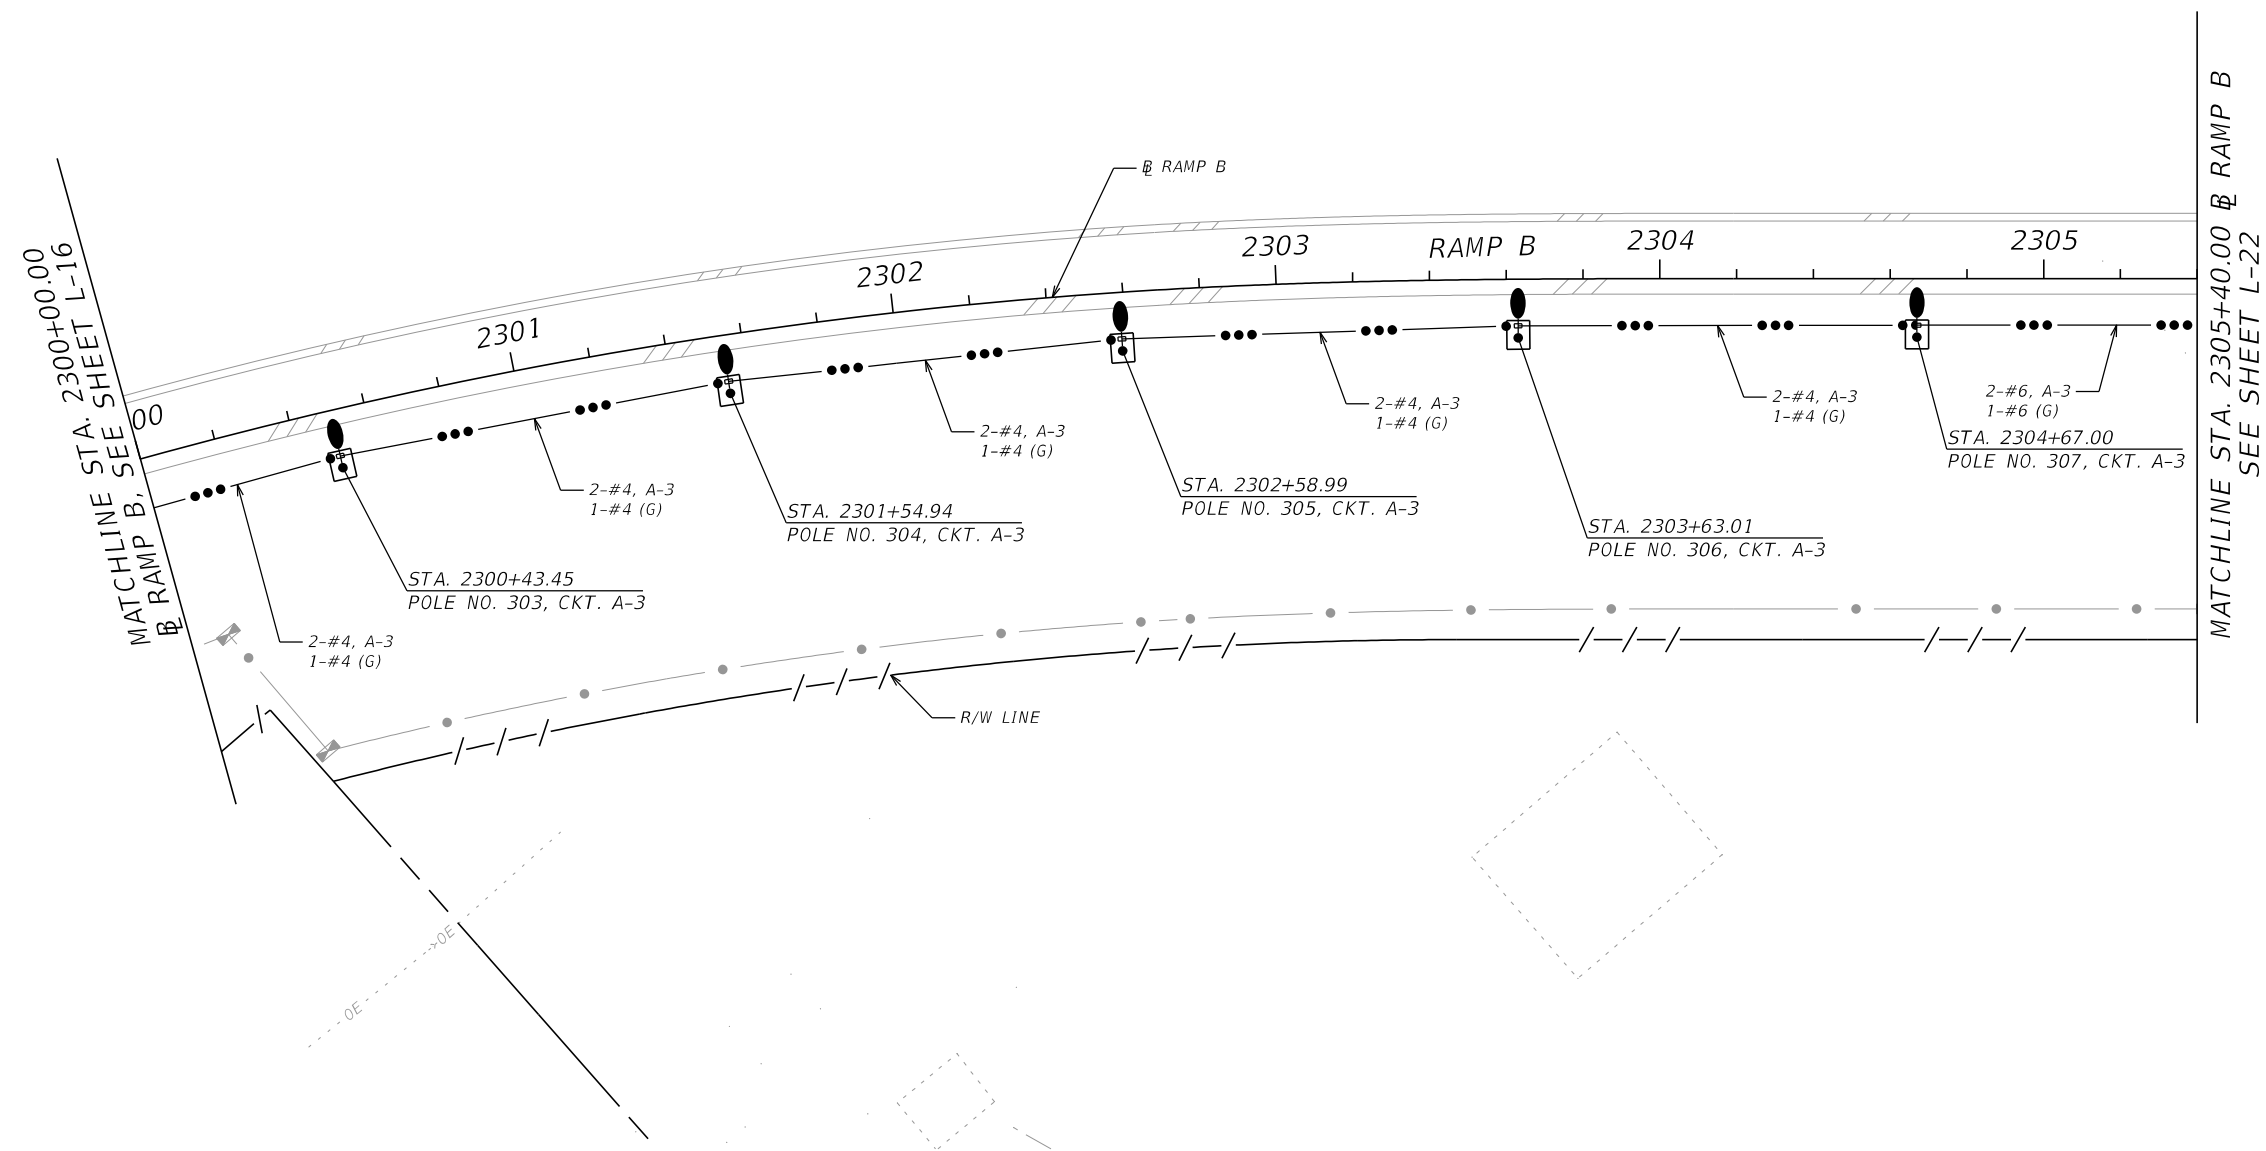 MATCHLINE STA. 2300+00.00
℄ RAMP B, SEE SHEET L-16
00
2301
2302
2303
RAMP B
2304
2305
℄ RAMP B
2-#4, A-3
1-#4 (G)
STA. 2300+43.45
POLE NO. 303, CKT. A-3
2-#4, A-3
1-#4 (G)
STA. 2301+54.94
POLE NO. 304, CKT. A-3
2-#4, A-3
1-#4 (G)
STA. 2302+58.99
POLE NO. 305, CKT. A-3
2-#4, A-3
1-#4 (G)
STA. 2303+63.01
POLE NO. 306, CKT. A-3
2-#4, A-3
1-#4 (G)
2-#6, A-3
1-#6 (G)
STA. 2304+67.00
POLE NO. 307, CKT. A-3
R/W LINE
OE
OE
MATCHLINE STA. 2305+40.00 ℄ RAMP B
SEE SHEET L-22